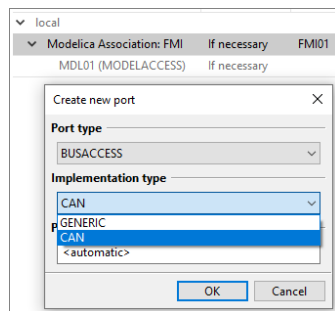 local
Modelica Association: FMI If necessary FMI01
MDL01 (MODELACCESS) If necessary
Create new port
Port type
BUSACCESS
Implementation type
CAN
GENERIC
CAN
<automatic>
OK Cancel